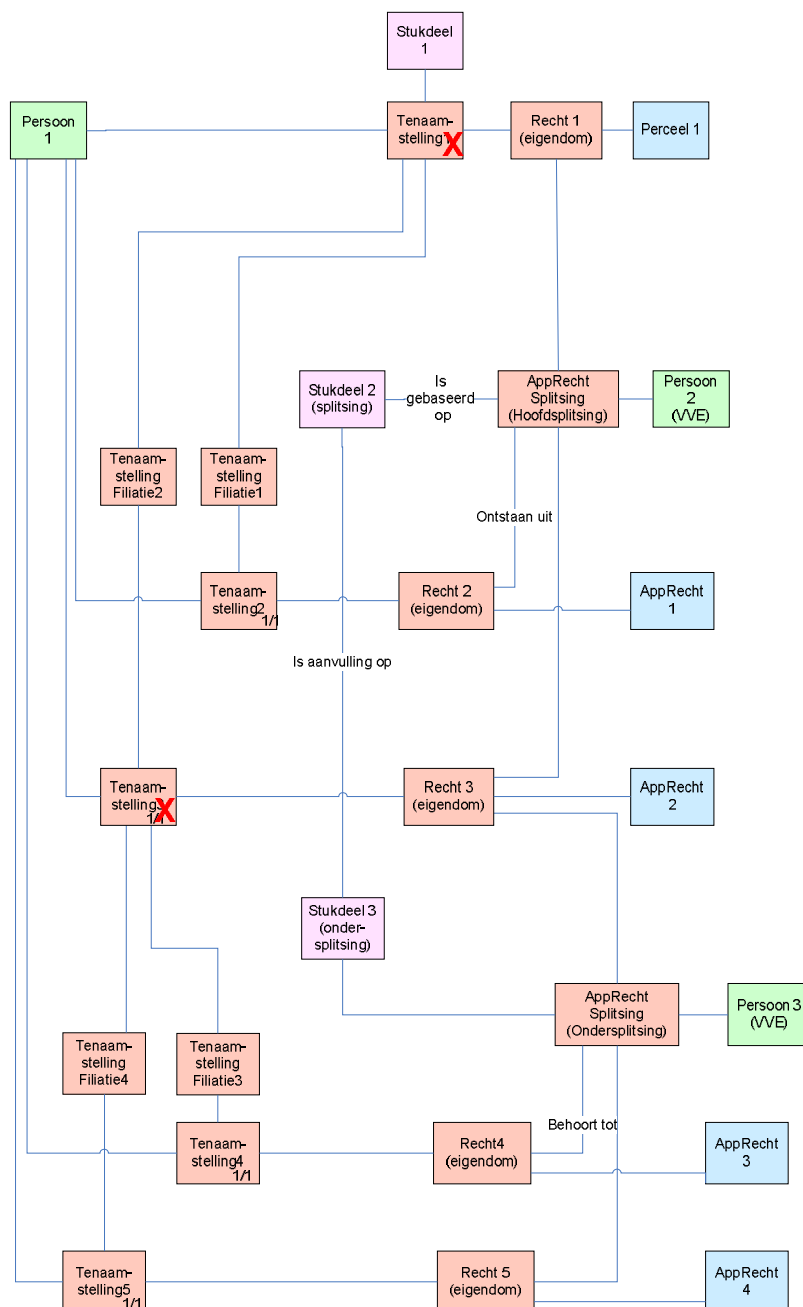 Stukdeel
1
Persoon
1
Tenaam-
stelling1
X
Recht 1
(eigendom)
Perceel 1
Stukdeel 2
(splitsing)
Is
gebaseerd
op
AppRecht
Splitsing
(Hoofdsplitsing)
Persoon
2
(VVE)
Tenaam-
stelling
Filiatie2
Tenaam-
stelling
Filiatie1
Ontstaan uit
Tenaam-
stelling2
1/1
Recht 2
(eigendom)
AppRecht
1
Is aanvulling op
Tenaam-
stelling3
1/1
X
Recht 3
(eigendom)
AppRecht
2
Stukdeel 3
(onder-
splitsing)
AppRecht
Splitsing
(Ondersplitsing)
Persoon 3
(VVE)
Tenaam-
stelling
Filiatie4
Tenaam-
stelling
Filiatie3
Behoort tot
Tenaam-
stelling4
1/1
Recht4
(eigendom)
AppRecht
3
Tenaam-
stelling5
1/1
Recht 5
(eigendom)
AppRecht
4